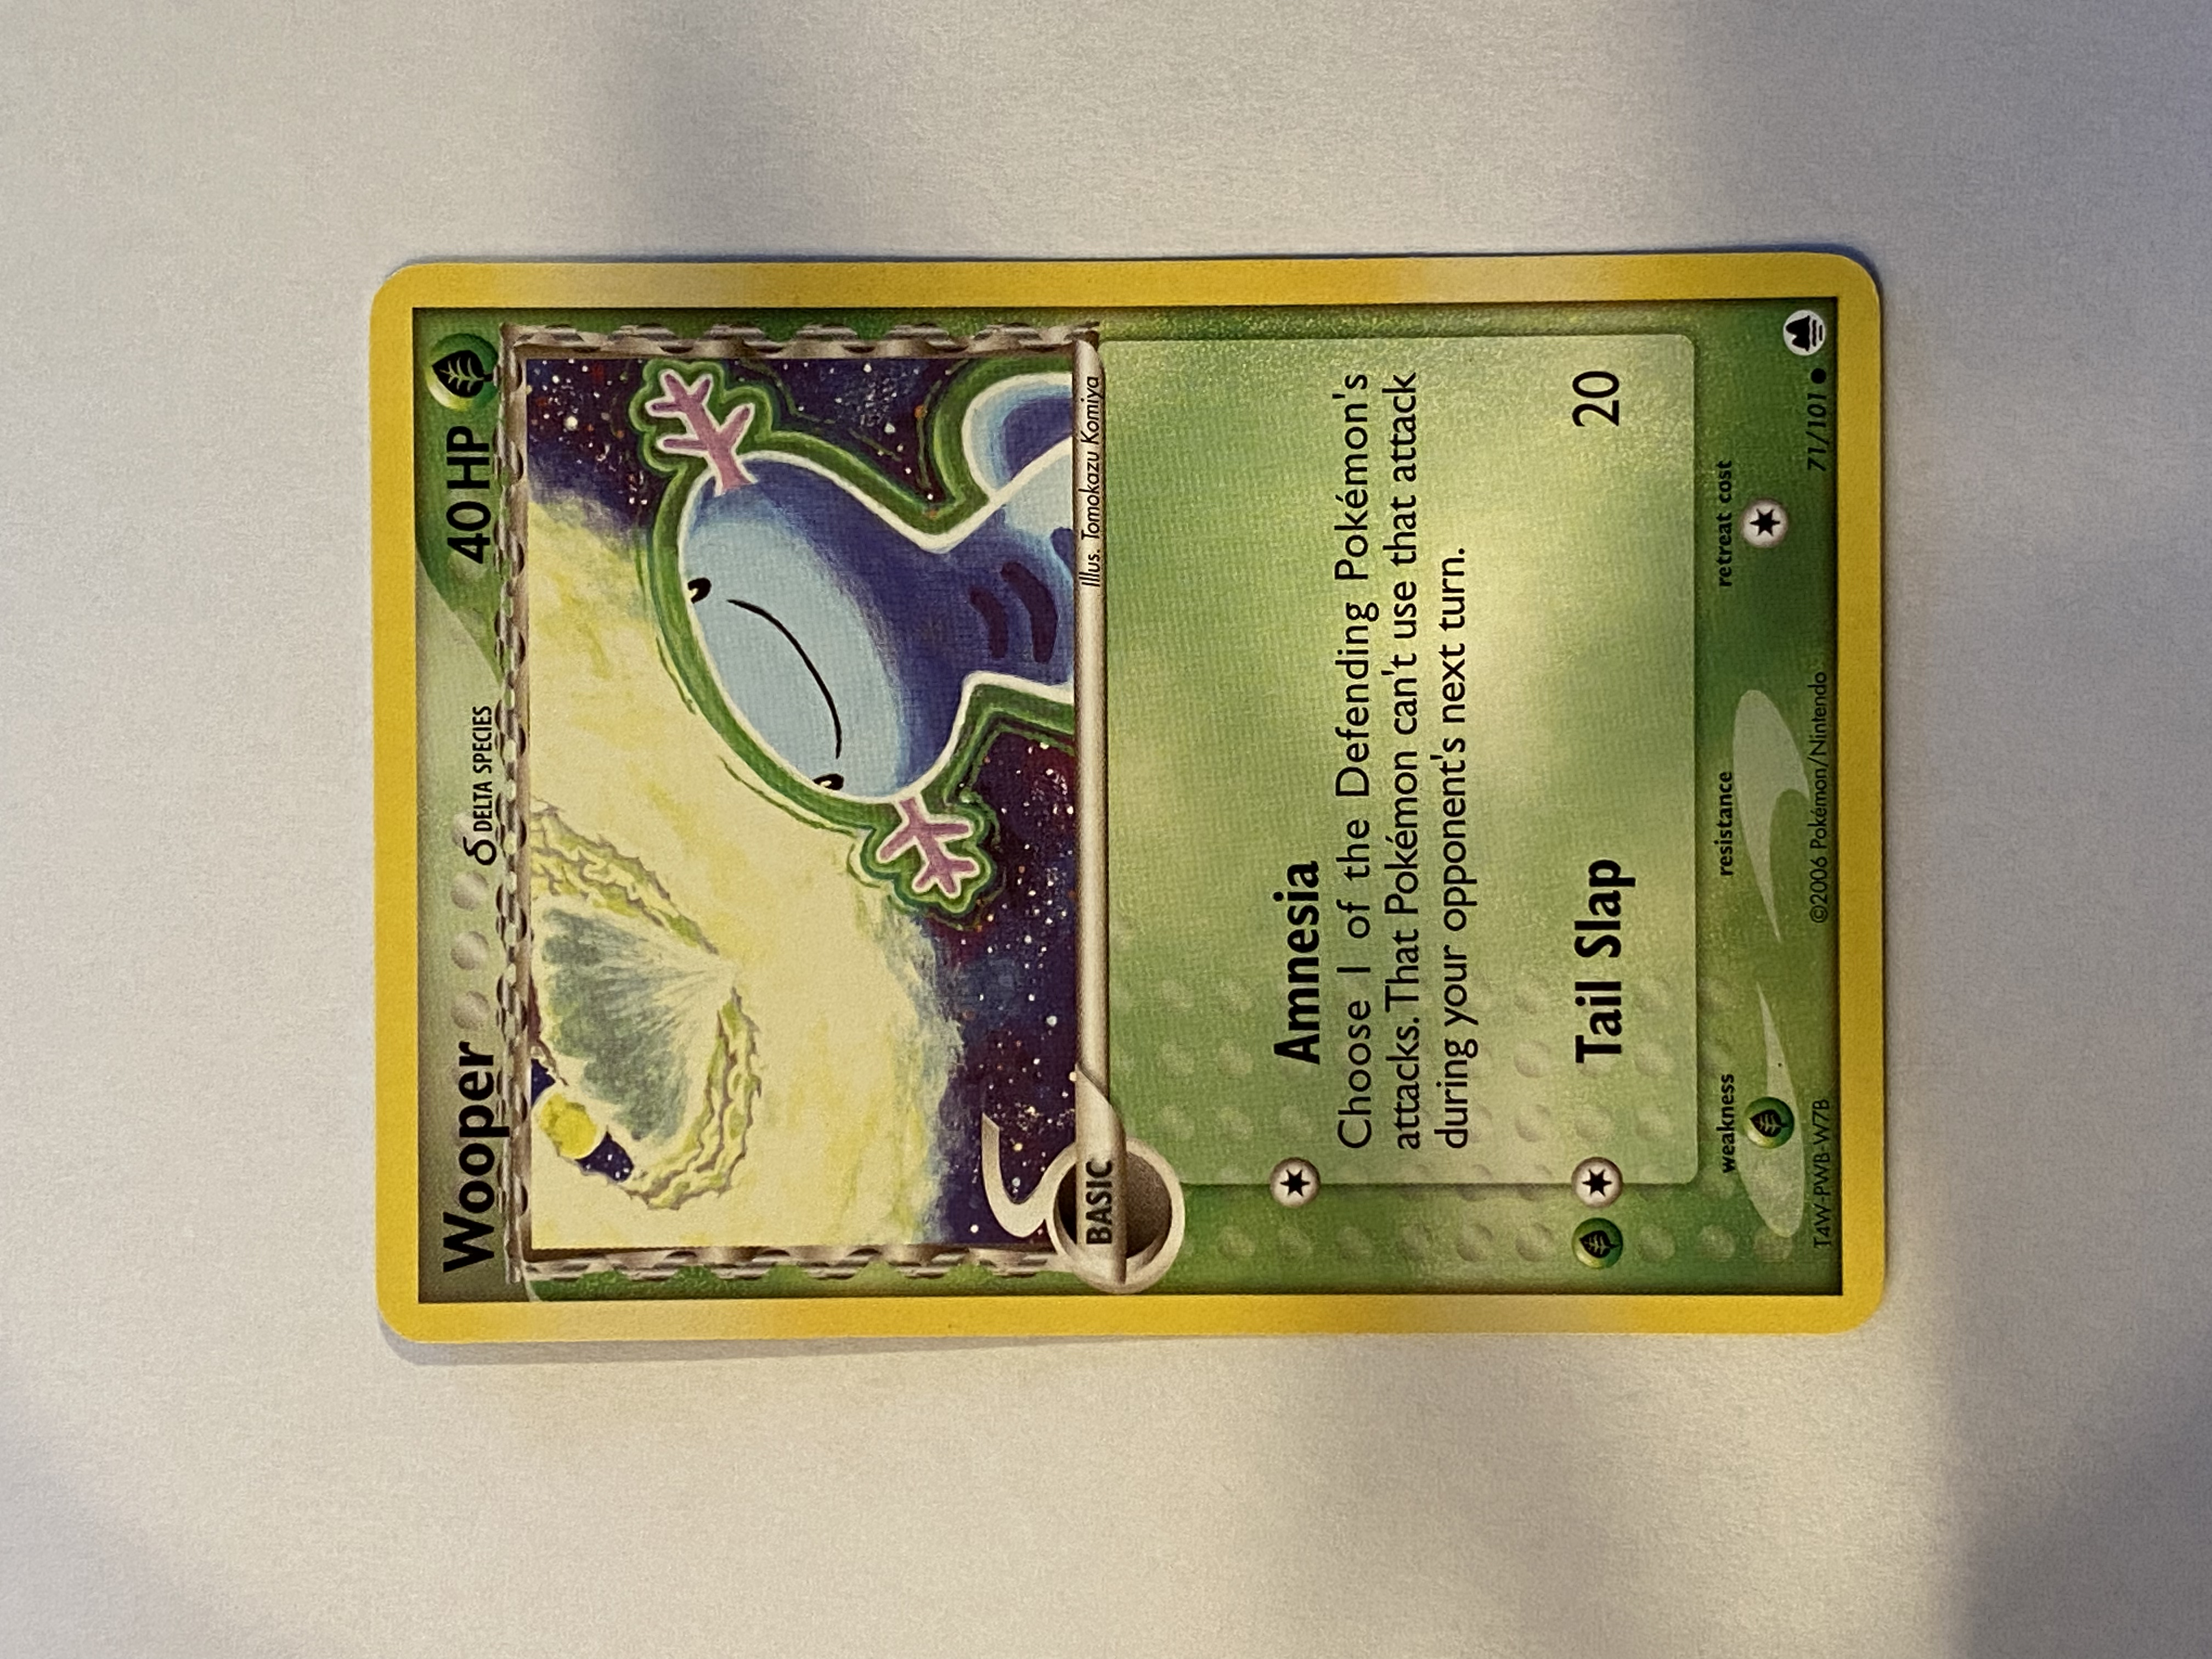 Wooper δ DELTA SPECIES 40 HP
BASIC
Illus. Tomokazu Komiya
Amnesia
Choose 1 of the Defending Pokémon's
attacks. That Pokémon can't use that attack
during your opponent's next turn.
Tail Slap 20
weakness resistance retreat cost
T4W-PWB-W7B ©2006 Pokémon/Nintendo 71/101